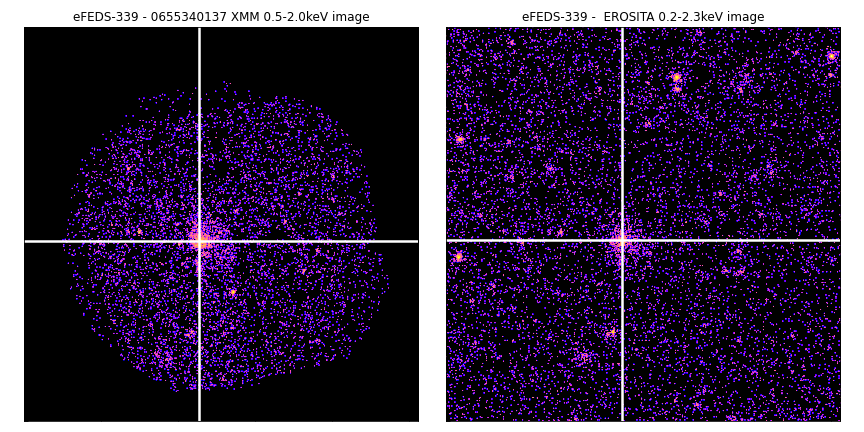 eFEDS-339 - 0655340137 XMM 0.5-2.0keV image
eFEDS-339 -  EROSITA 0.2-2.3keV image